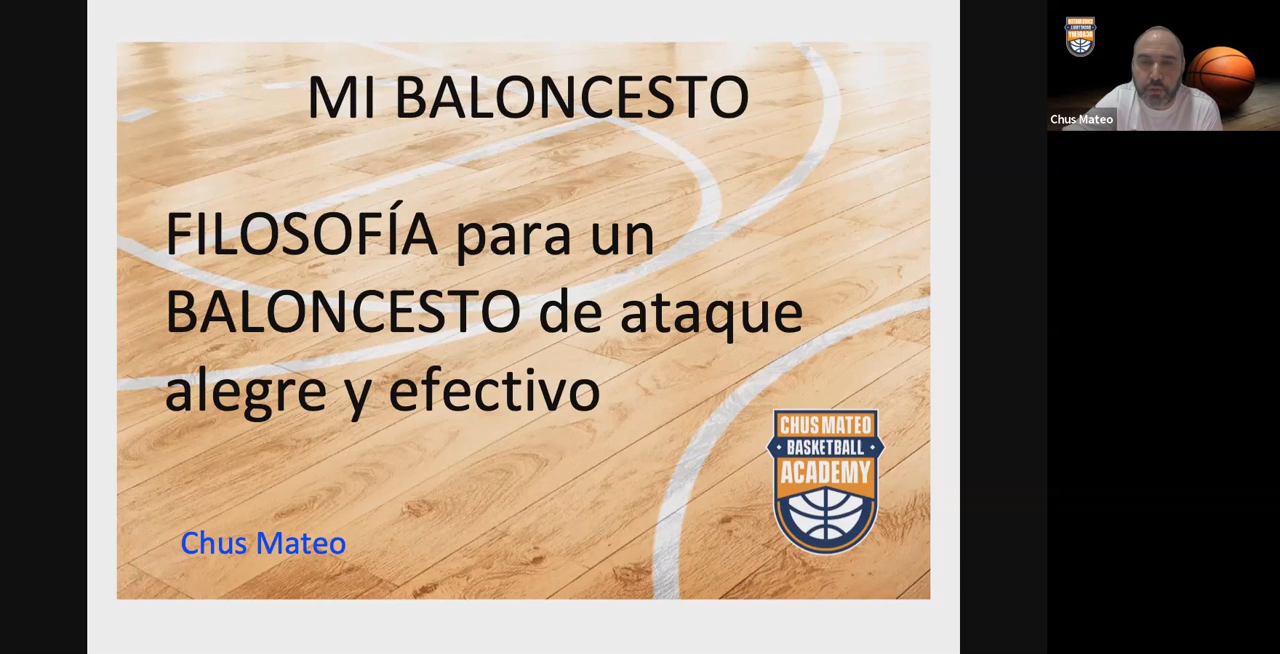 MI BALONCESTO
FILOSOFÍA para un
BALONCESTO de ataque
alegre y efectivo
Chus Mateo
CHUS MATEO
BASKETBALL
ACADEMY
Chus Mateo